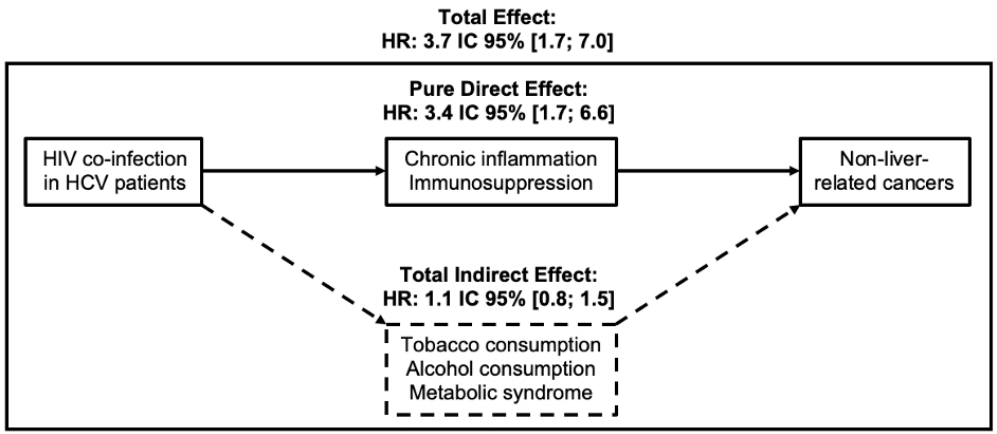 Total Effect:
HR: 3.7 IC 95% [1.7; 7.0]
Pure Direct Effect:
HR: 3.4 IC 95% [1.7; 6.6]
HIV co-infection
in HCV patients
Chronic inflammation
Immunosuppression
Non-liver-
related cancers
Total Indirect Effect:
HR: 1.1 IC 95% [0.8; 1.5]
Tobacco consumption
Alcohol consumption
Metabolic syndrome